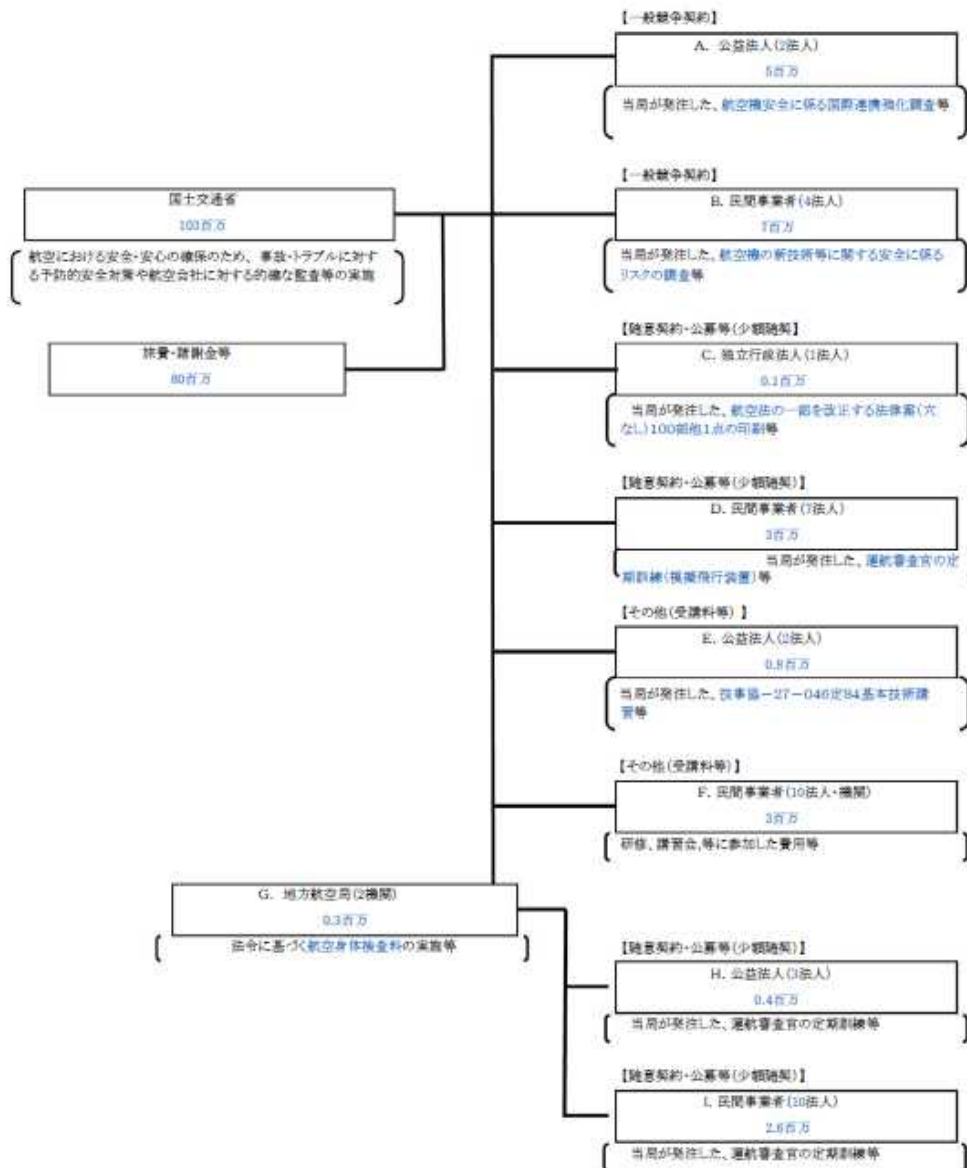 【一般競争契約】
A. 公益法人(2法人)
5百万
当局が発注した、航空機安全に係る国際連携強化調査等
【一般競争契約】
国土交通省
103百万
航空における安全・安心の確保のため、事故・トラブルに対す
る予防的安全対策や航空会社に対する的確な監査等の実施
B. 民間事業者(4法人)
7百万
当局が発注した、航空機の新技術等に関する安全に係る
リスクの調査等
旅費・諸謝金等
80百万
【随意契約・公募等(少額随契】
C. 独立行政法人(1法人)
0.1百万
当局が発注した、航空法の一部を改正する法律案(穴
なし)100部他1点の印刷等
【随意契約・公募等(少額随契)】
D. 民間事業者(7法人)
3百万
当局が発注した、運航審査官の定
期訓練(模擬飛行装置)等
【その他(受講料等)】
E. 公益法人(2法人)
0.8百万
当局が発注した、技事協－27－046定84基本技術講
習等
【その他(受講料等)】
F. 民間事業者(10法人・機関)
3百万
研修、講習会,等に参加した費用等
G. 地方航空局(2機関)
0.3百万
法令に基づく航空身体検査料の実施等
【随意契約・公募等(少額随契)】
H. 公益法人(3法人)
0.4百万
当局が発注した、運航審査官の定期訓練等
【随意契約・公募等(少額随契)】
I. 民間事業者(10法人)
2.6百万
当局が発注した、運航審査官の定期訓練等